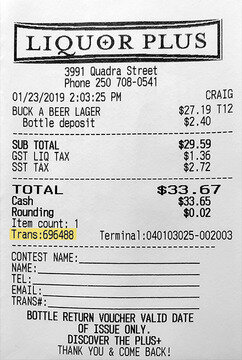 LIQUOR PLUS
3991 Quadra Street
Phone 250 708-0541
01/23/2019 2:03:25 PM CRAIG
BUCK A BEER LAGER $27.19 T12
Bottle deposit $2.40
SUB TOTAL $29.59
GST LIQ TAX $1.36
SST TAX $2.72
TOTAL $33.67
Cash $33.65
Rounding $0.02
Item count: 1
Trans:696488 Terminal:040103025-002003
CONTEST NAME:
NAME:
TEL:
EMAIL:
TRANS#:
BOTTLE RETURN VOUCHER VALID DATE
OF ISSUE ONLY.
DISCOVER THE PLUS+
THANK YOU & COME BACK!